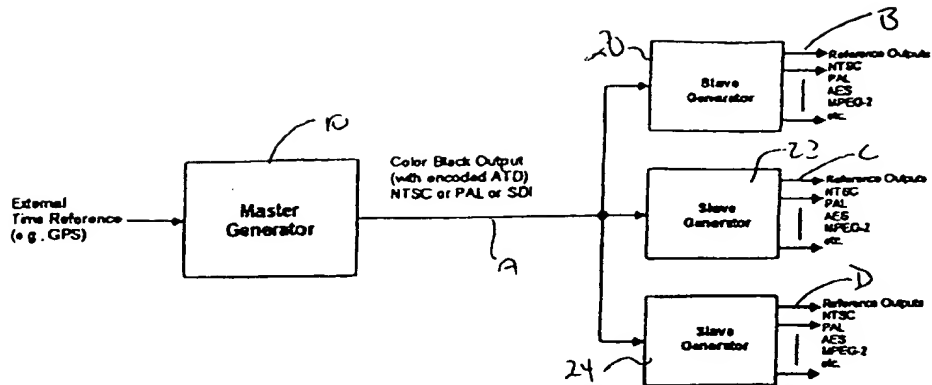 B
20
Reference Outputs
NTSC
PAL
AES
MPEG-2
etc.
Slave
Generator
10
23
C
Color Black Output
(with encoded ATD)
NTSC or PAL or SDI
Reference Outputs
NTSC
PAL
AES
MPEG-2
etc.
External
Time Reference
(e.g., GPS)
Master
Generator
Slave
Generator
A
D
Reference Outputs
NTSC
PAL
AES
MPEG-2
etc.
Slave
Generator
24